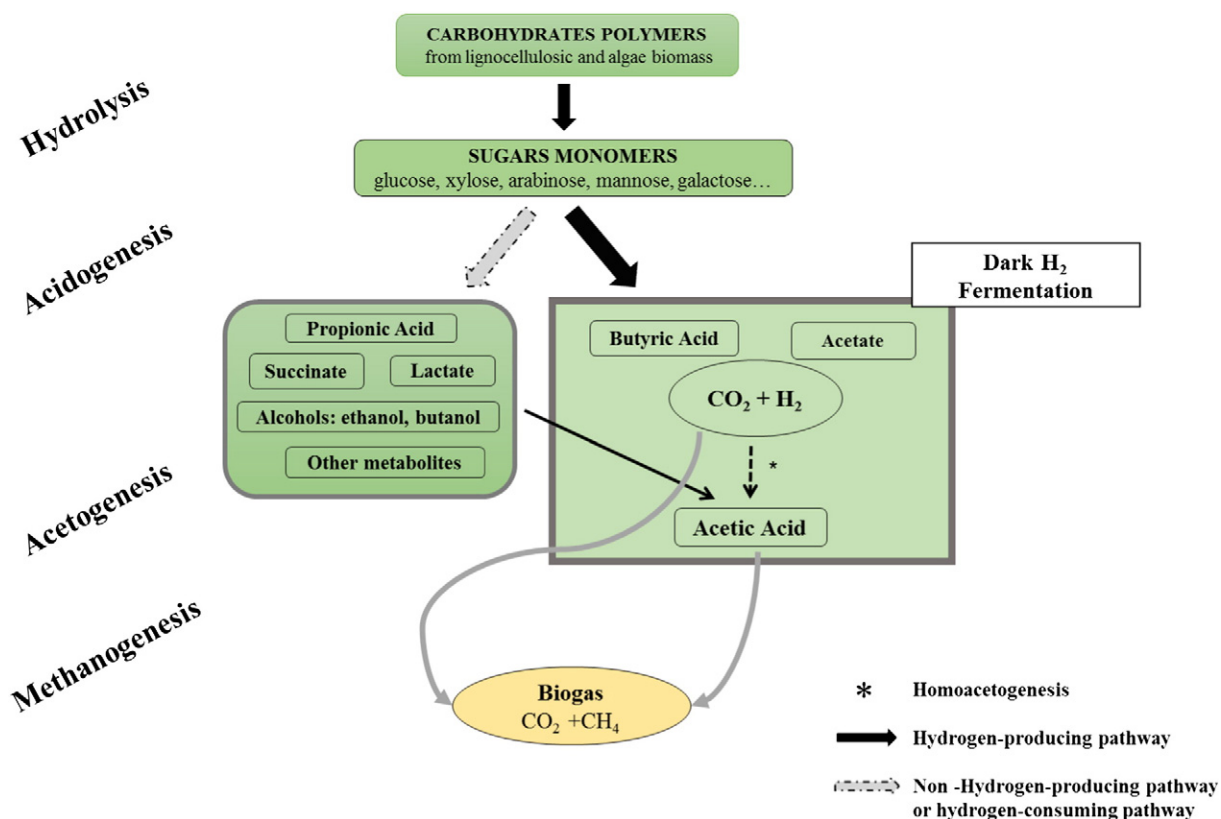 CARBOHYDRATES POLYMERS
from lignocellulosic and algae biomass
Hydrolysis
SUGARS MONOMERS
glucose, xylose, arabinose, mannose, galactose…
Acidogenesis
Dark H₂
Fermentation
Propionic Acid
Succinate
Lactate
Alcohols: ethanol, butanol
Other metabolites
Butyric Acid
Acetate
CO₂ + H₂
*
Acetogenesis
Acetic Acid
Methanogenesis
Biogas
CO₂ +CH₄
* Homoacetogenesis
Hydrogen-producing pathway
Non -Hydrogen-producing pathway
or hydrogen-consuming pathway